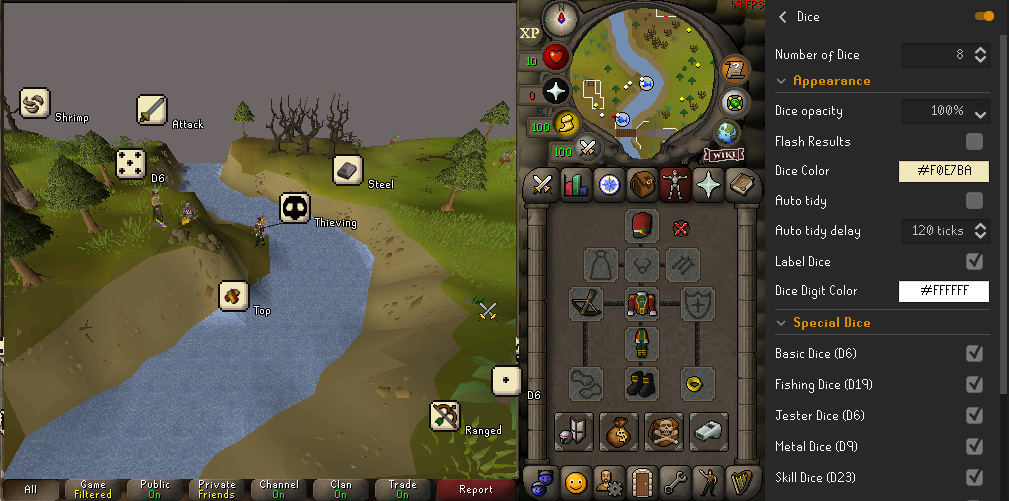 Shrimp
Attack
D6
Steel
Thieving
Top
D6
Ranged
All
Game
Filtered
Public
On
Private
Friends
Channel
On
Clan
On
Trade
On
Report
XP
10
0
100
100
WIKI
Dice
Number of Dice 8
Appearance
Dice opacity 100%
Flash Results
Dice Color #F0E7BA
Auto tidy
Auto tidy delay 120 ticks
Label Dice
Dice Digit Color #FFFFFF
Special Dice
Basic Dice (D6)
Fishing Dice (D19)
Jester Dice (D6)
Metal Dice (D9)
Skill Dice (D23)